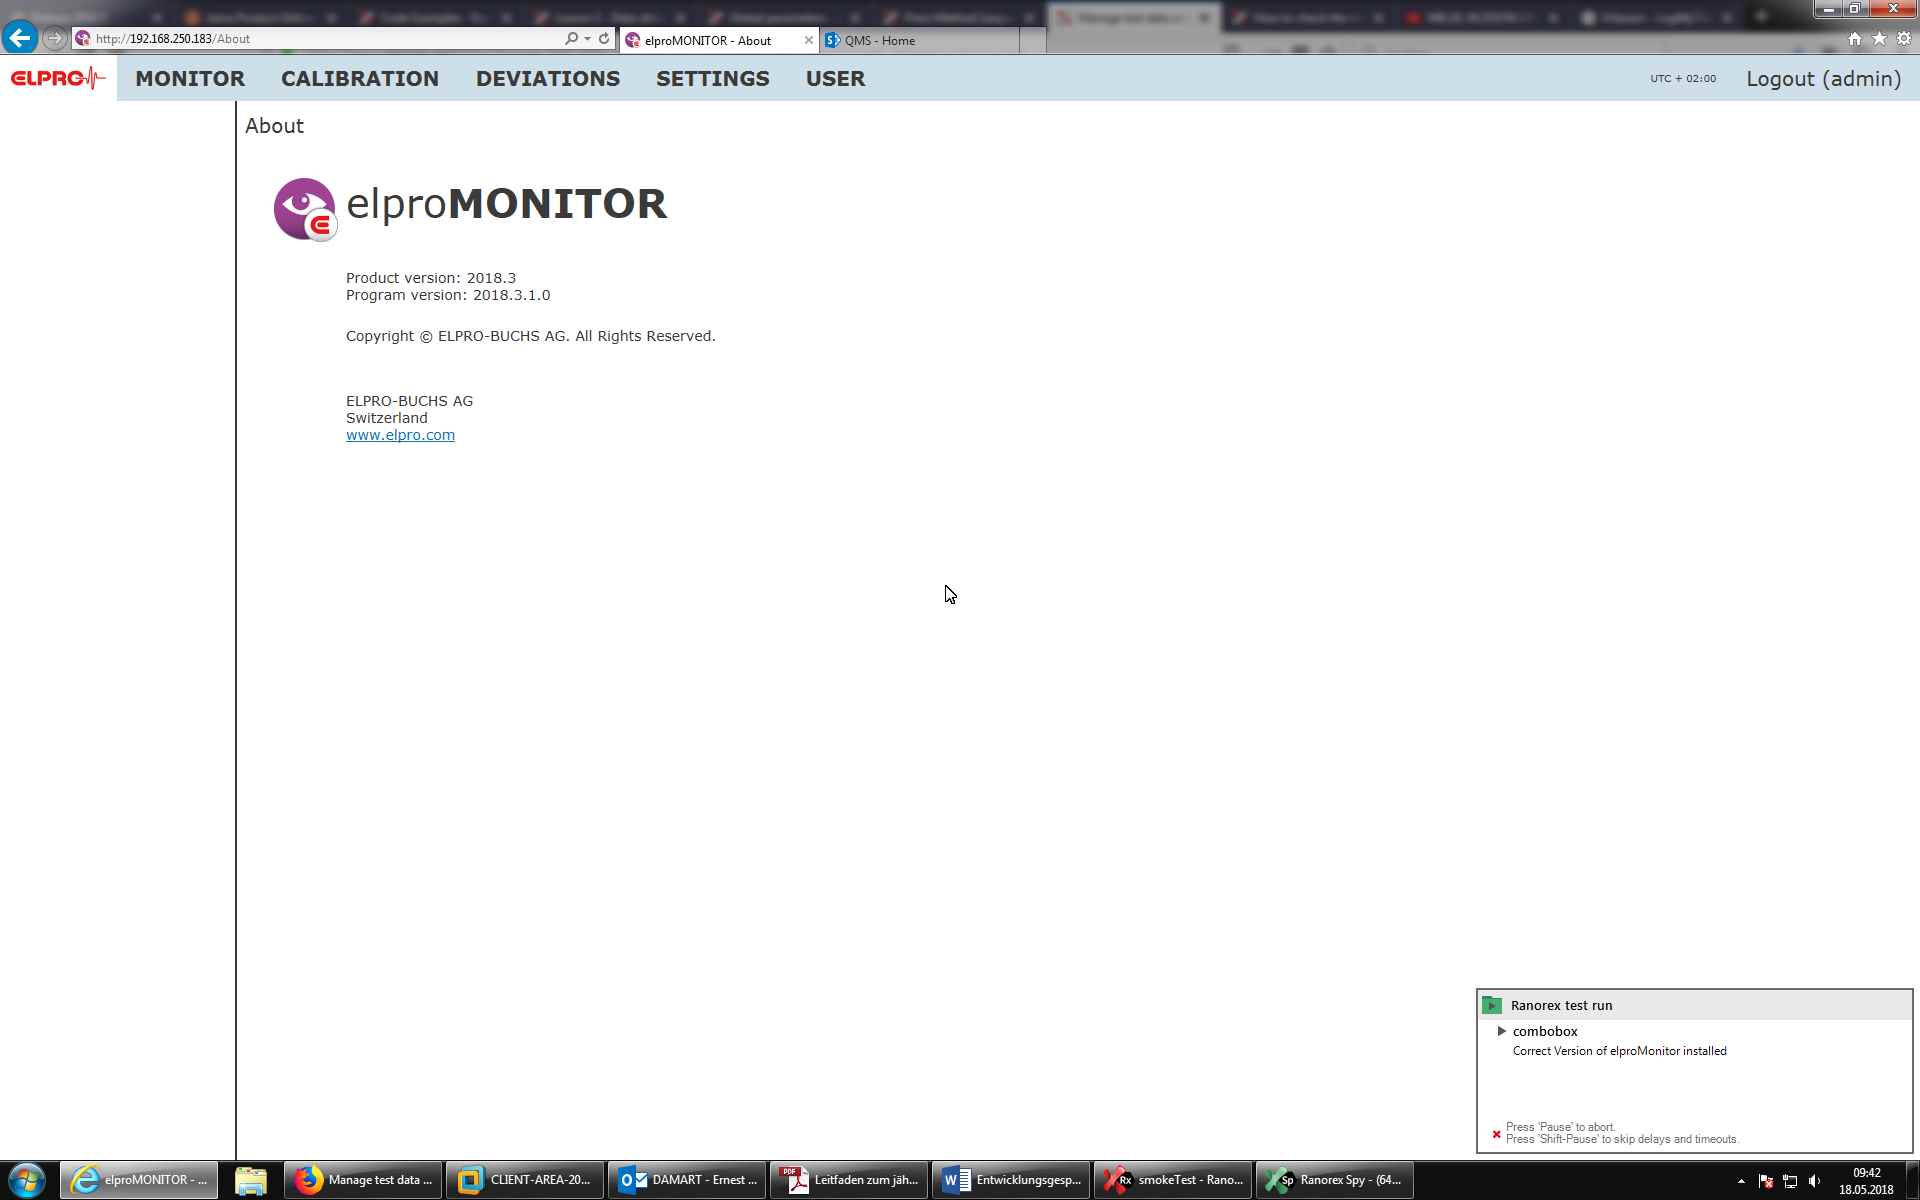 http://192.168.250.183/About
elproMONITOR - About
QMS - Home
ELPRO
MONITOR
CALIBRATION
DEVIATIONS
SETTINGS
USER
UTC + 02:00
Logout (admin)
About
elproMONITOR
Product version: 2018.3
Program version: 2018.3.1.0
Copyright © ELPRO-BUCHS AG. All Rights Reserved.
ELPRO-BUCHS AG
Switzerland
www.elpro.com
Ranorex test run
combobox
Correct Version of elproMonitor installed
Press 'Pause' to abort.
Press 'Shift-Pause' to skip delays and timeouts.
elproMONITOR - ...
Manage test data ...
CLIENT-AREA-20...
DAMART - Ernest ...
Leitfaden zum jäh...
Entwicklungsgesp...
smokeTest - Rano...
Ranorex Spy - (64...
09:42
18.05.2018